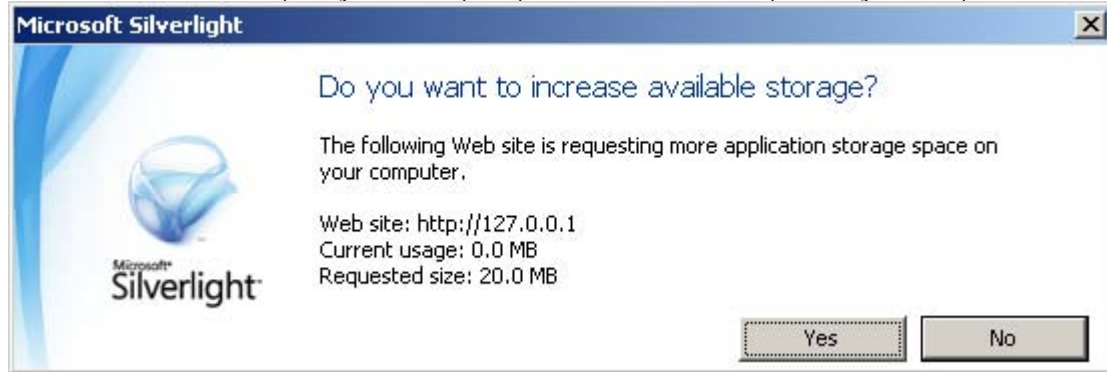 Microsoft Silverlight
Do you want to increase available storage?
The following Web site is requesting more application storage space on
your computer.
Web site: http://127.0.0.1
Current usage: 0.0 MB
Requested size: 20.0 MB
Microsoft®
Silverlight™
Yes
No